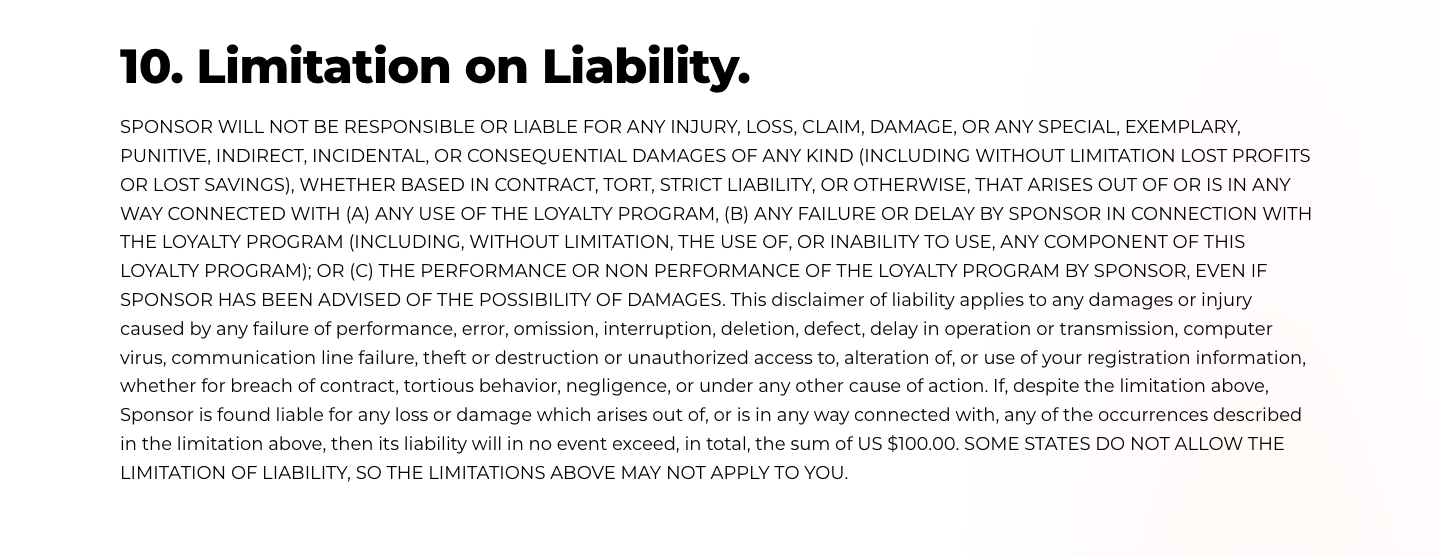 10. Limitation on Liability.
SPONSOR WILL NOT BE RESPONSIBLE OR LIABLE FOR ANY INJURY, LOSS, CLAIM, DAMAGE, OR ANY SPECIAL, EXEMPLARY,
PUNITIVE, INDIRECT, INCIDENTAL, OR CONSEQUENTIAL DAMAGES OF ANY KIND (INCLUDING WITHOUT LIMITATION LOST PROFITS
OR LOST SAVINGS), WHETHER BASED IN CONTRACT, TORT, STRICT LIABILITY, OR OTHERWISE, THAT ARISES OUT OF OR IS IN ANY
WAY CONNECTED WITH (A) ANY USE OF THE LOYALTY PROGRAM, (B) ANY FAILURE OR DELAY BY SPONSOR IN CONNECTION WITH
THE LOYALTY PROGRAM (INCLUDING, WITHOUT LIMITATION, THE USE OF, OR INABILITY TO USE, ANY COMPONENT OF THIS
LOYALTY PROGRAM); OR (C) THE PERFORMANCE OR NON PERFORMANCE OF THE LOYALTY PROGRAM BY SPONSOR, EVEN IF
SPONSOR HAS BEEN ADVISED OF THE POSSIBILITY OF DAMAGES. This disclaimer of liability applies to any damages or injury
caused by any failure of performance, error, omission, interruption, deletion, defect, delay in operation or transmission, computer
virus, communication line failure, theft or destruction or unauthorized access to, alteration of, or use of your registration information,
whether for breach of contract, tortious behavior, negligence, or under any other cause of action. If, despite the limitation above,
Sponsor is found liable for any loss or damage which arises out of, or is in any way connected with, any of the occurrences described
in the limitation above, then its liability will in no event exceed, in total, the sum of US $100.00. SOME STATES DO NOT ALLOW THE
LIMITATION OF LIABILITY, SO THE LIMITATIONS ABOVE MAY NOT APPLY TO YOU.